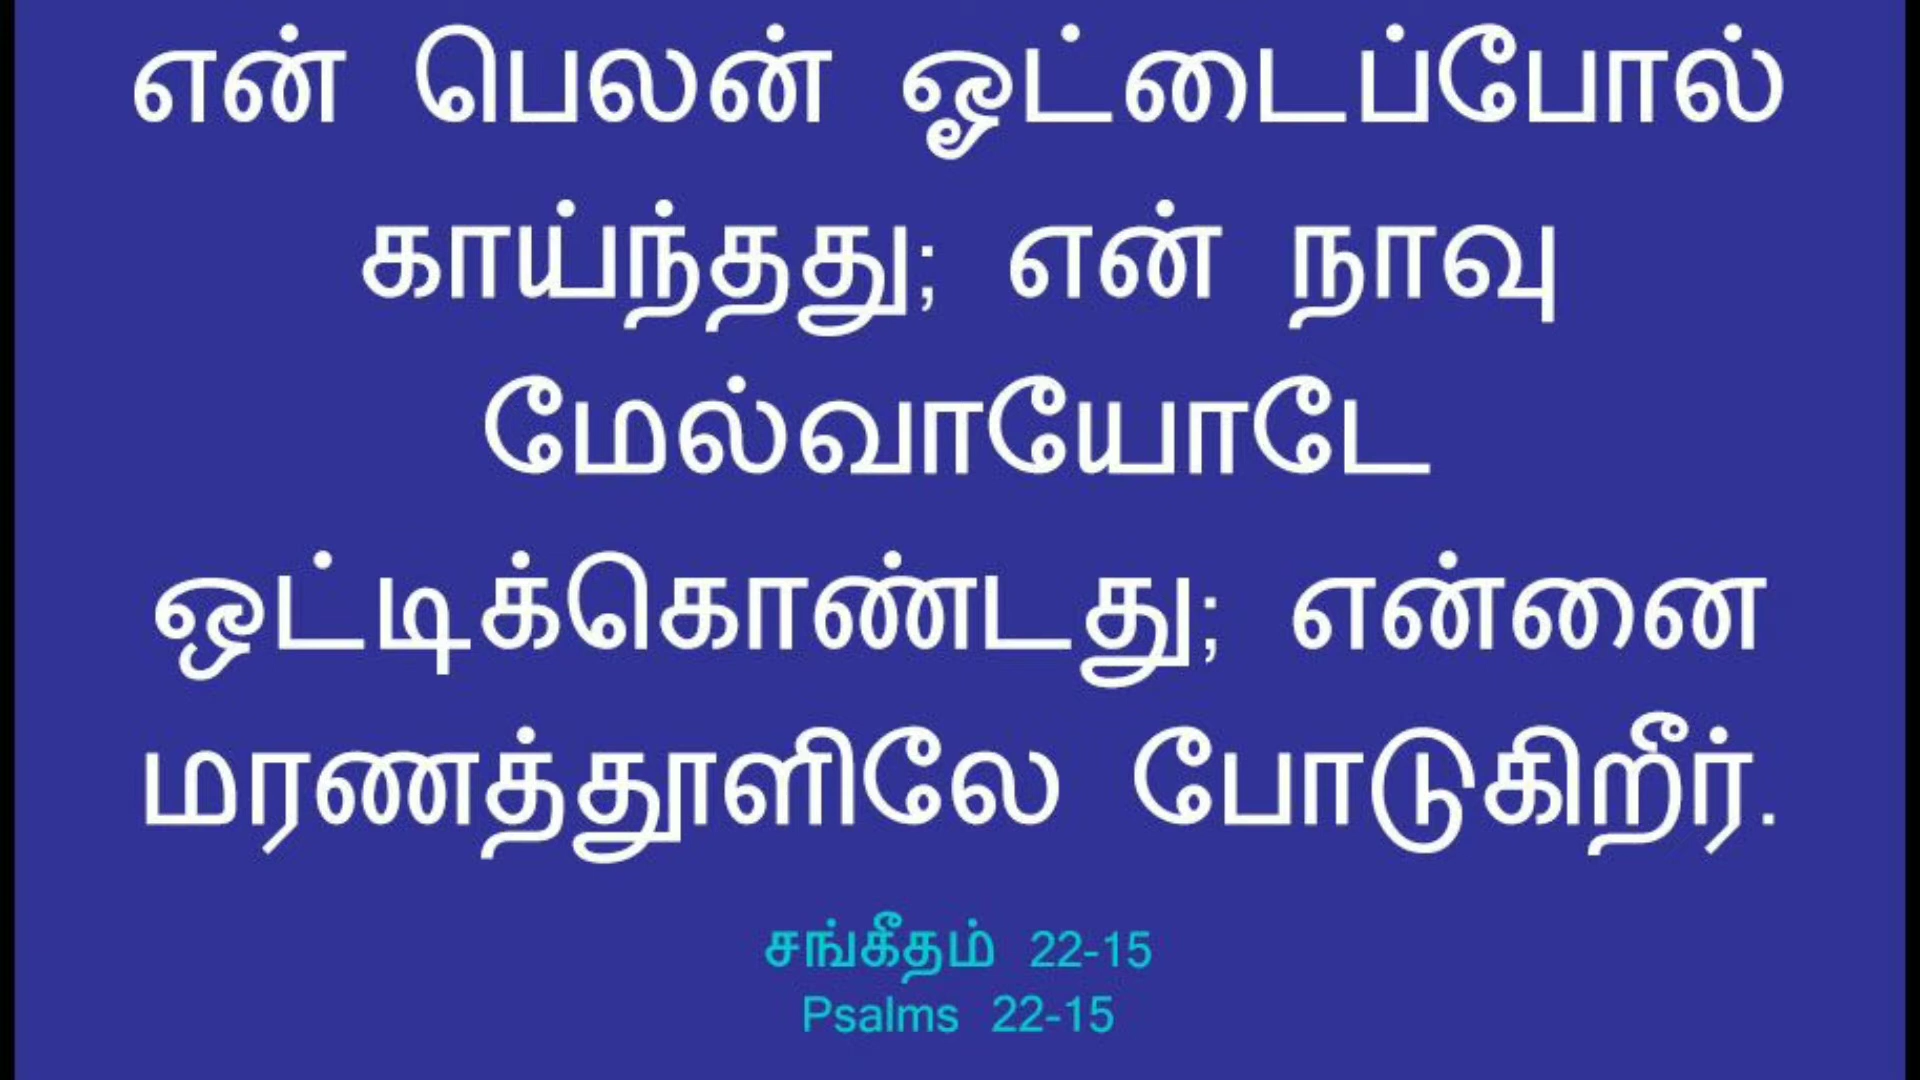 என் பெலன் ஓட்டைப்போல்
காய்ந்தது; என் நாவு
மேல்வாயோடே
ஒட்டிக்கொண்டது; என்னை
மரணத்தூளிலே போடுகிறீர்.
சங்கீதம் 22-15
Psalms 22-15